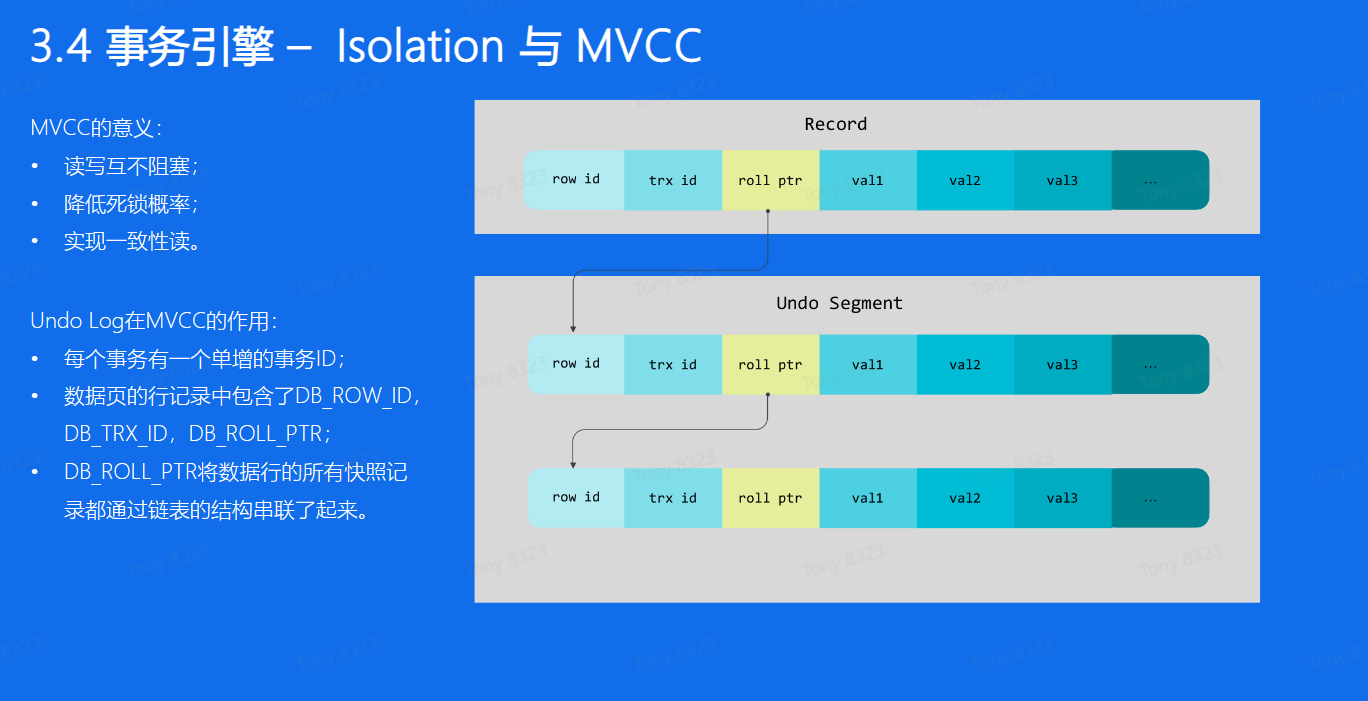 3.4 事务引擎 – Isolation 与 MVCC
MVCC的意义：
• 读写互不阻塞；
• 降低死锁概率；
• 实现一致性读。
Undo Log在MVCC的作用：
• 每个事务有一个单增的事务ID；
• 数据页的行记录中包含了DB_ROW_ID，
DB_TRX_ID，DB_ROLL_PTR；
• DB_ROLL_PTR将数据行的所有快照记
录都通过链表的结构串联了起来。
Record
row id trx id roll ptr val1 val2 val3 ...
Undo Segment
row id trx id roll ptr val1 val2 val3 ...
row id trx id roll ptr val1 val2 val3 ...
Tony 8323